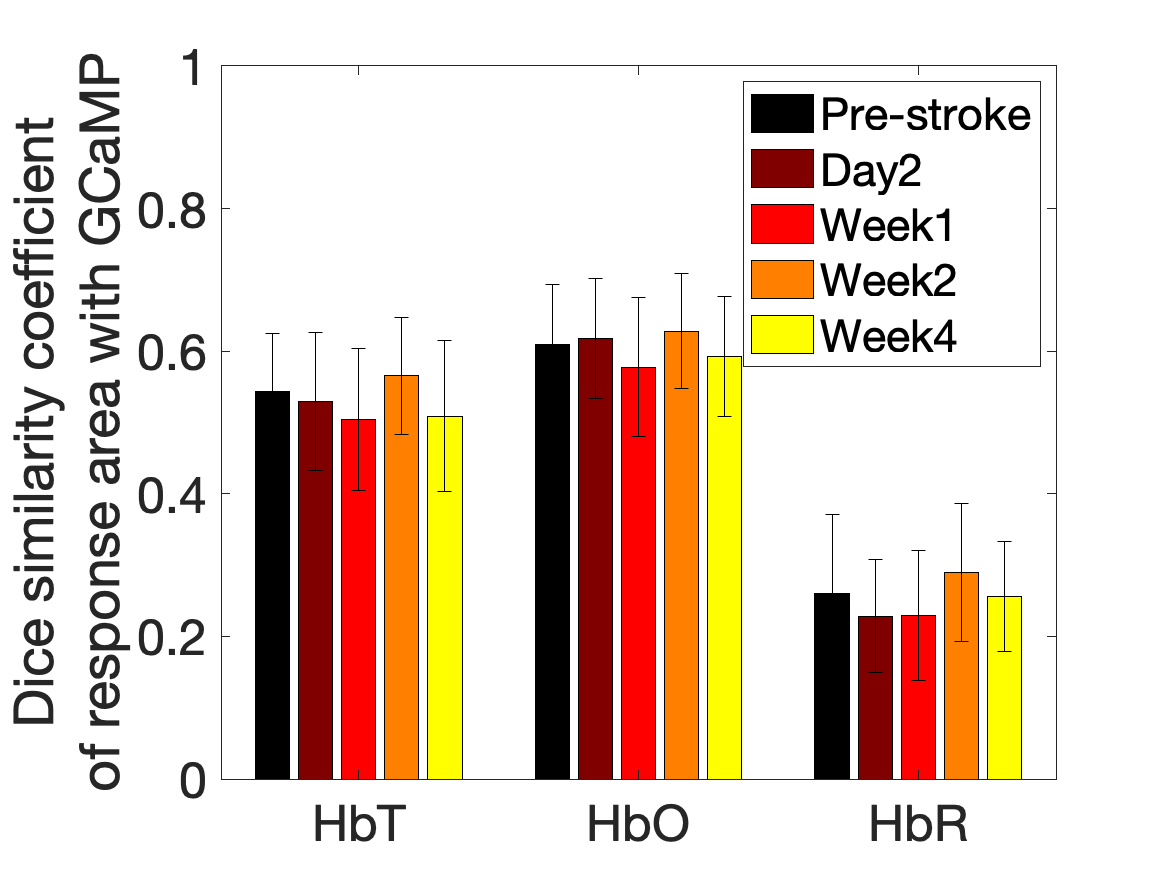 Dice similarity coefficient
of response area with GCaMP
1
0.8
0.6
0.4
0.2
0
Pre-stroke
Day2
Week1
Week2
Week4
HbT HbO HbR